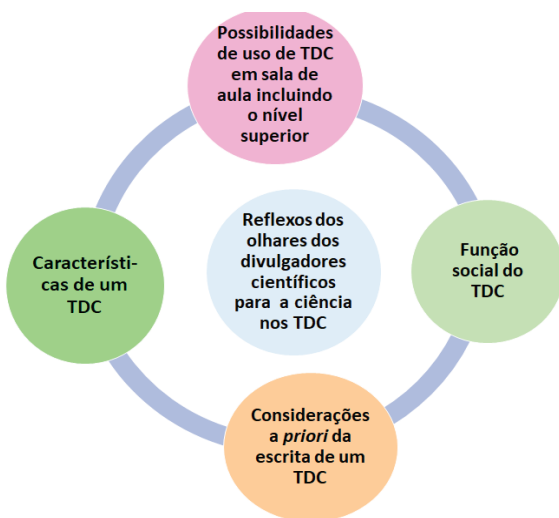 Possibilidades
de uso de TDC
em sala de
aula incluindo
o nível
superior
Característi-
cas de um
TDC
Reflexos dos
olhares dos
divulgadores
científicos
para a ciência
nos TDC
Função
social do
TDC
Considerações
a priori da
escrita de um
TDC